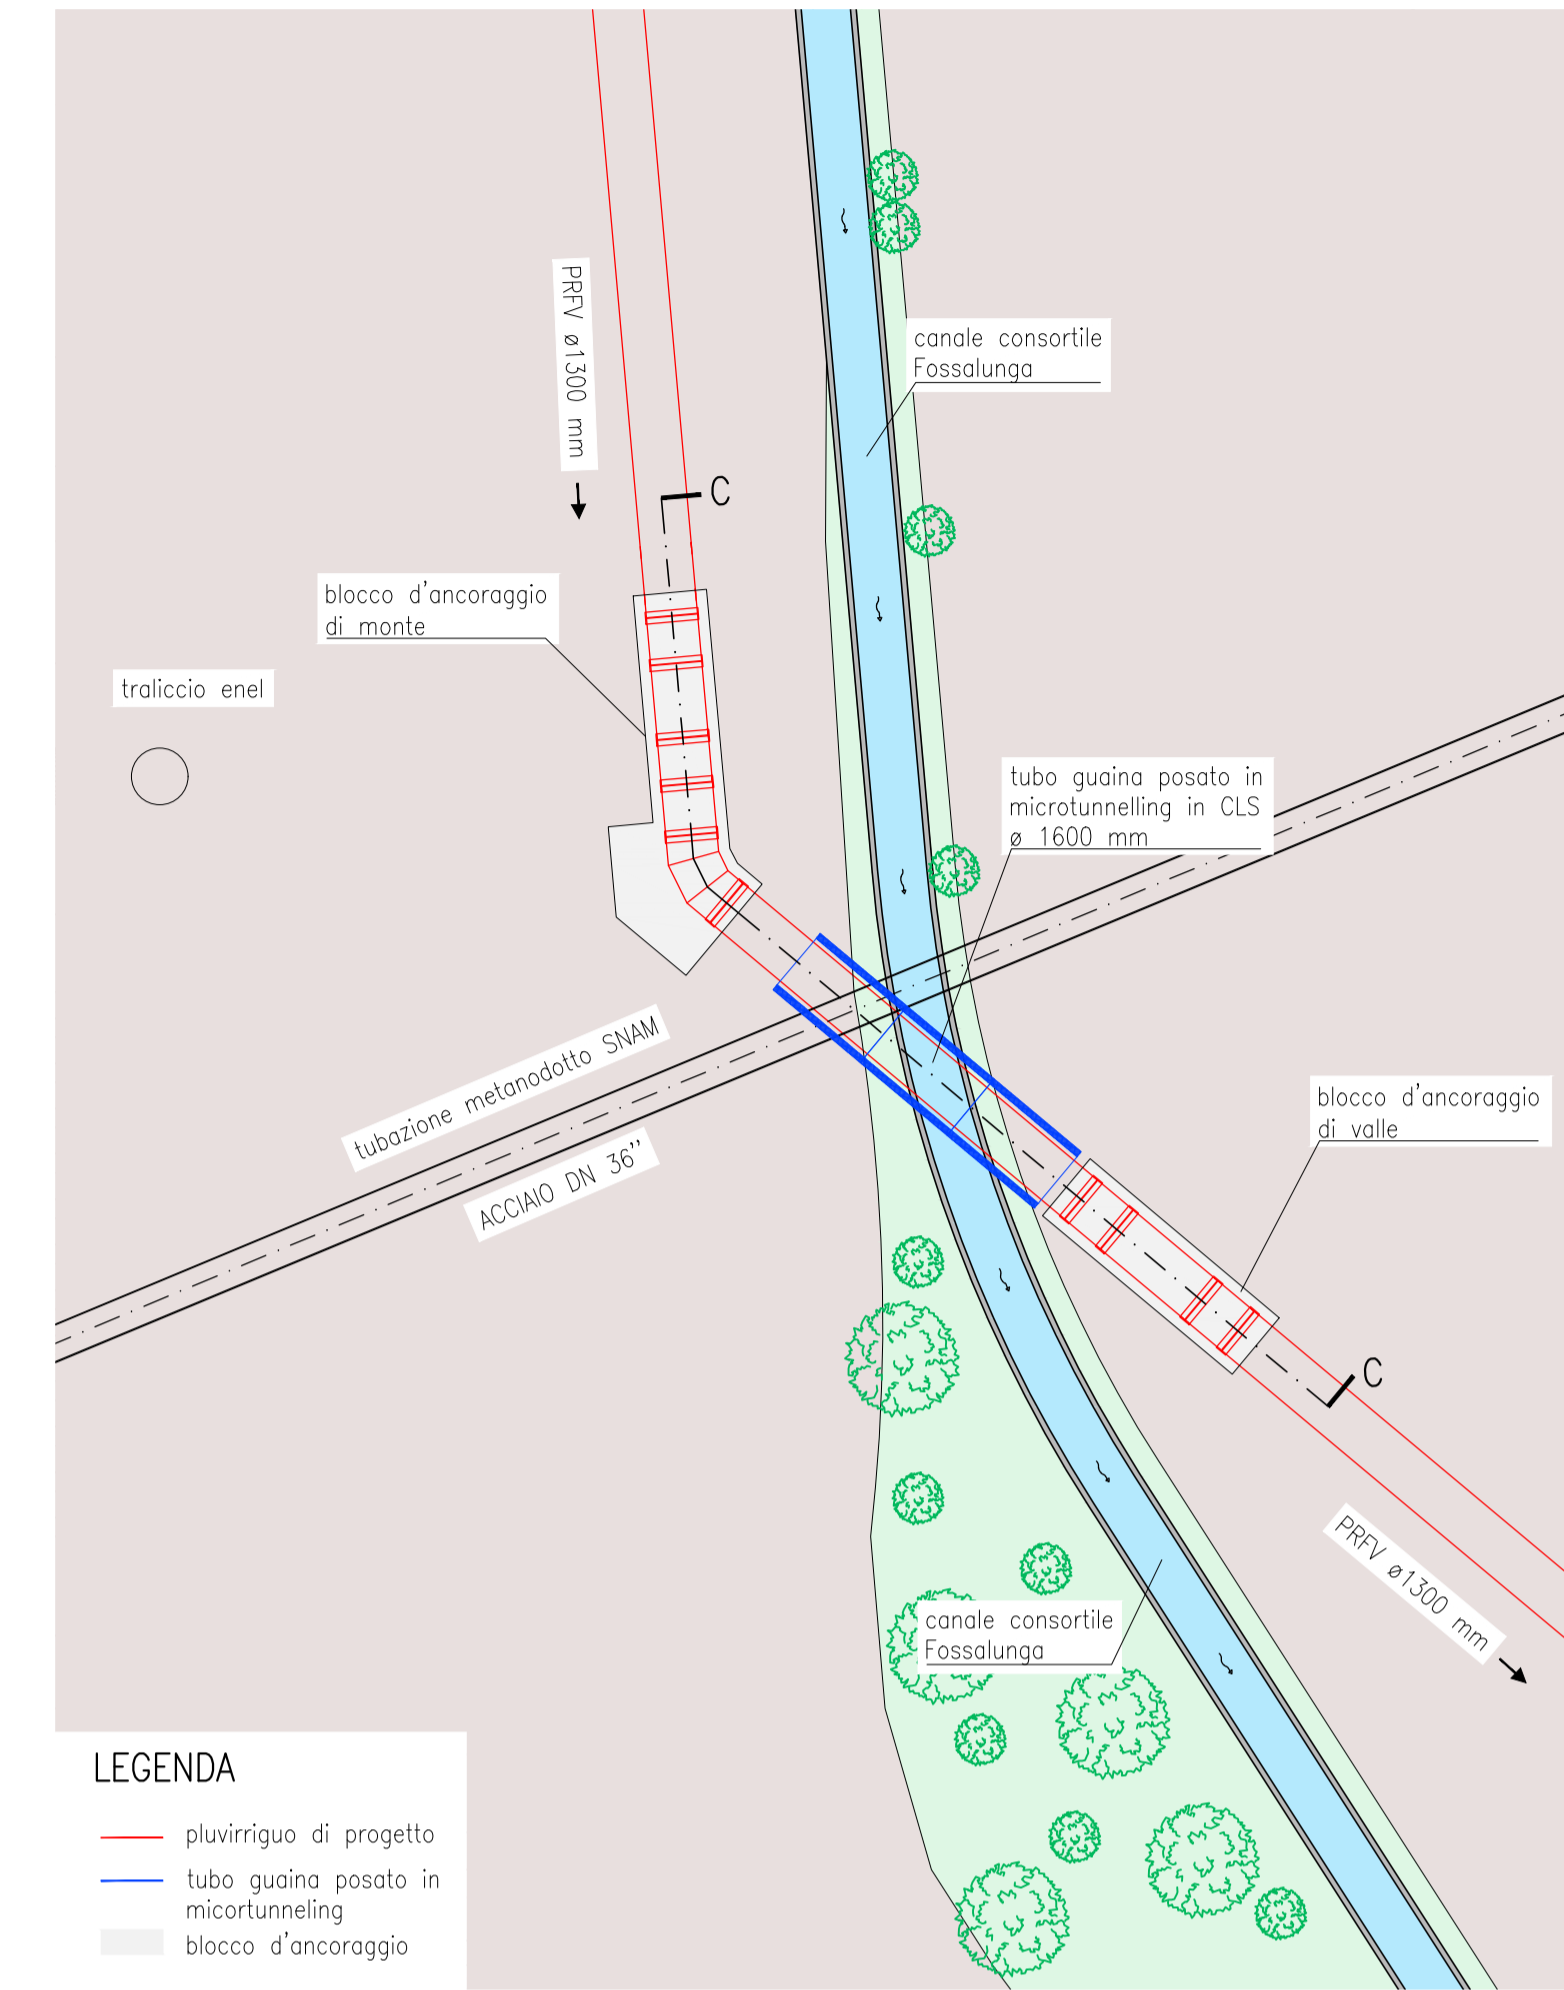 PRFV ø1300 mm
canale consortile
Fossalunga
C
blocco d'ancoraggio
di monte
traliccio enel
tubo guaina posato in
microtunnelling in CLS
ø 1600 mm
tubazione metanodotto SNAM
ACCIAIO DN 36''
blocco d'ancoraggio
di valle
C
PRFV ø1300 mm
canale consortile
Fossalunga
LEGENDA
pluvirriguo di progetto
tubo guaina posato in
micortunneling
blocco d'ancoraggio